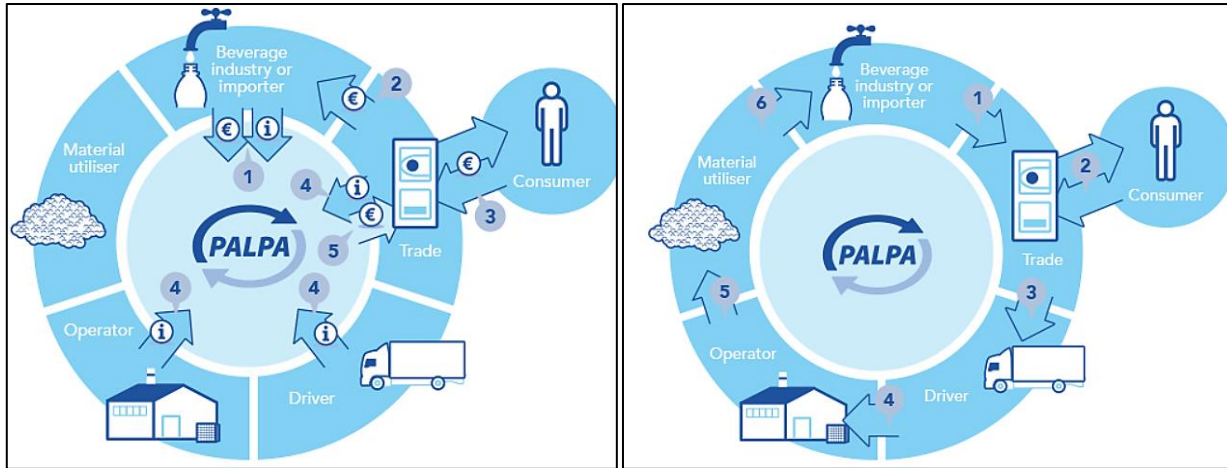 Beverage
industry or
importer
2
€
€ i
1
Material
utiliser
€
Consumer
3
4
i
€
5
Trade
PALPA
4
4
Operator
i
i
Driver
Beverage
industry or
importer
6
1
Material
utiliser
2
Consumer
PALPA
Trade
5
3
Operator
4
Driver